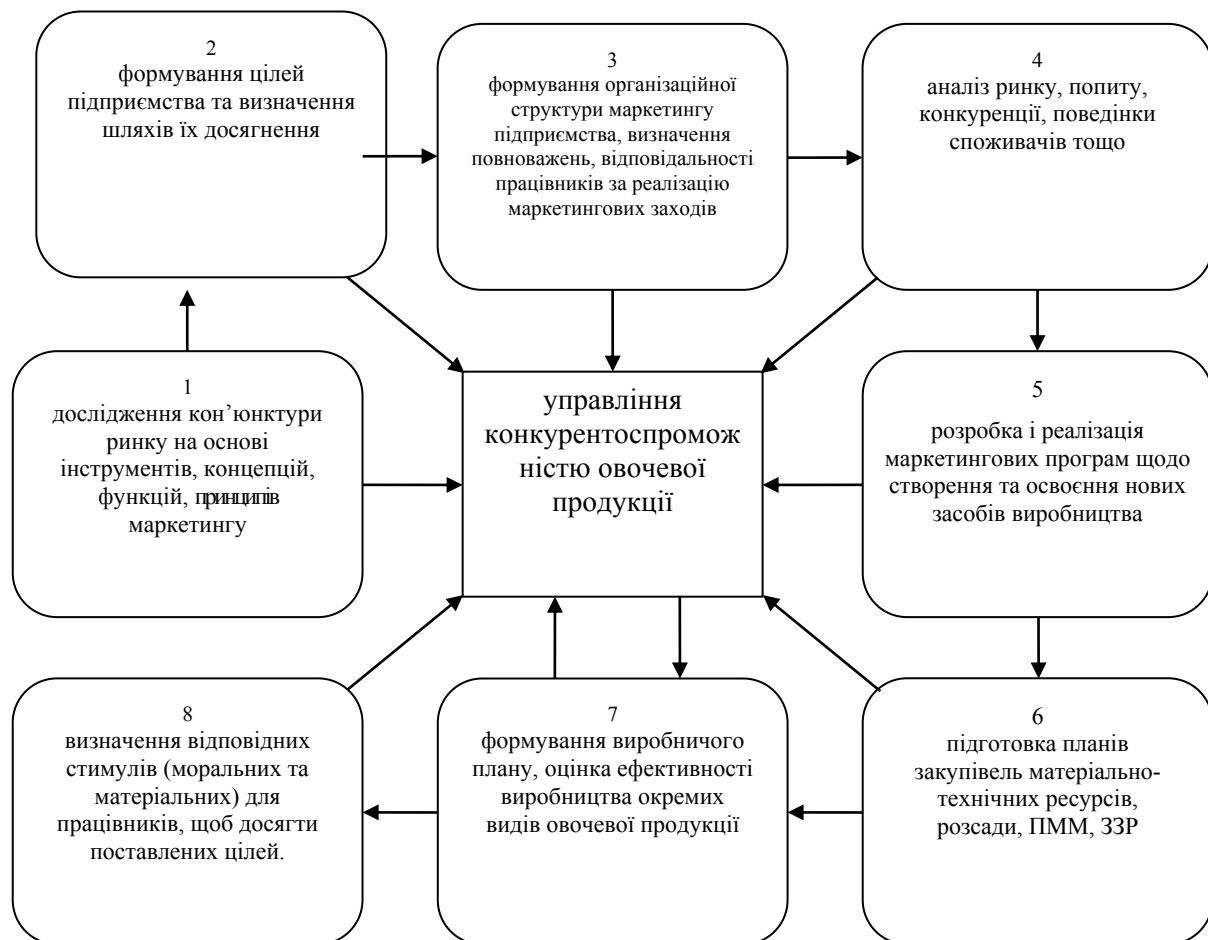 2
формування цілей
підприємства та визначення
шляхів їх досягнення
3
формування організаційної
структури маркетингу
підприємства, визначення
повноважень, відповідальності
працівників за реалізацію
маркетингових заходів
4
аналіз ринку, попиту,
конкуренції, поведінки
споживачів тощо
1
дослідження кон’юнктури
ринку на основі
інструментів, концепцій,
функцій, принципів
маркетингу
управління
конкурентоспромож
ністю овочевої
продукції
5
розробка і реалізація
маркетингових програм щодо
створення та освоєння нових
засобів виробництва
8
визначення відповідних
стимулів (моральних та
матеріальних) для
працівників, щоб досягти
поставлених цілей.
7
формування виробничого
плану, оцінка ефективності
виробництва окремих
видів овочевої продукції
6
підготовка планів
закупівель матеріально-
технічних ресурсів,
розсади, ПММ, ЗЗР